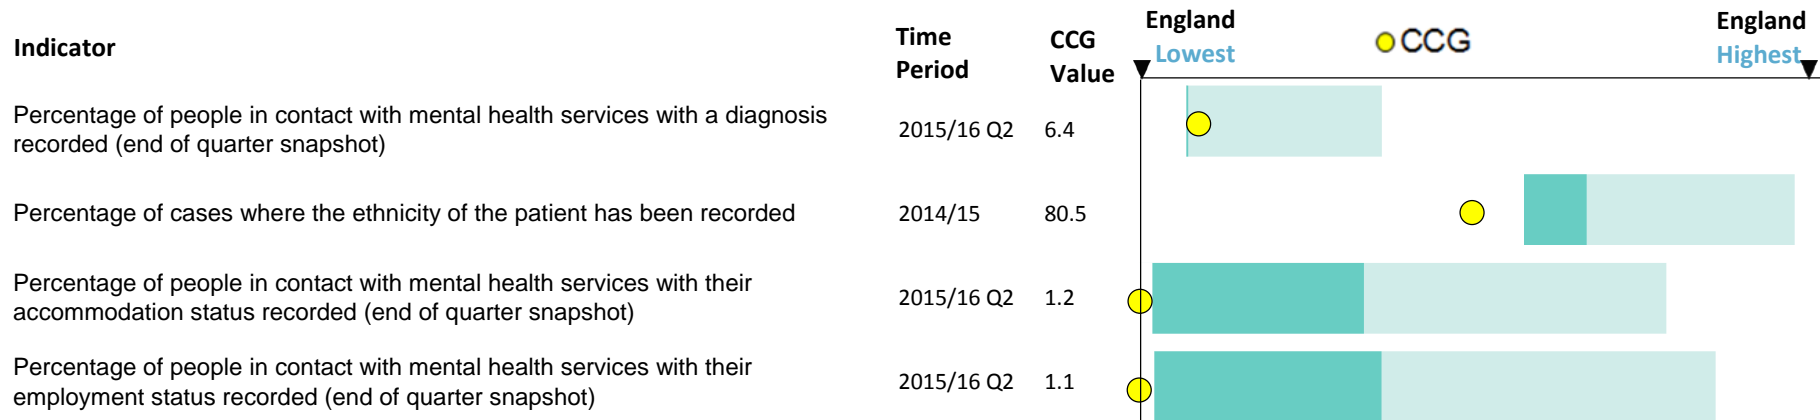 Indicator
Time
Period
CCG
Value
England
Lowest
CCG
England
Highest
Percentage of people in contact with mental health services with a diagnosis
recorded (end of quarter snapshot)
2015/16 Q2
6.4
Percentage of cases where the ethnicity of the patient has been recorded
2014/15
80.5
Percentage of people in contact with mental health services with their
accommodation status recorded (end of quarter snapshot)
2015/16 Q2
1.2
Percentage of people in contact with mental health services with their
employment status recorded (end of quarter snapshot)
2015/16 Q2
1.1